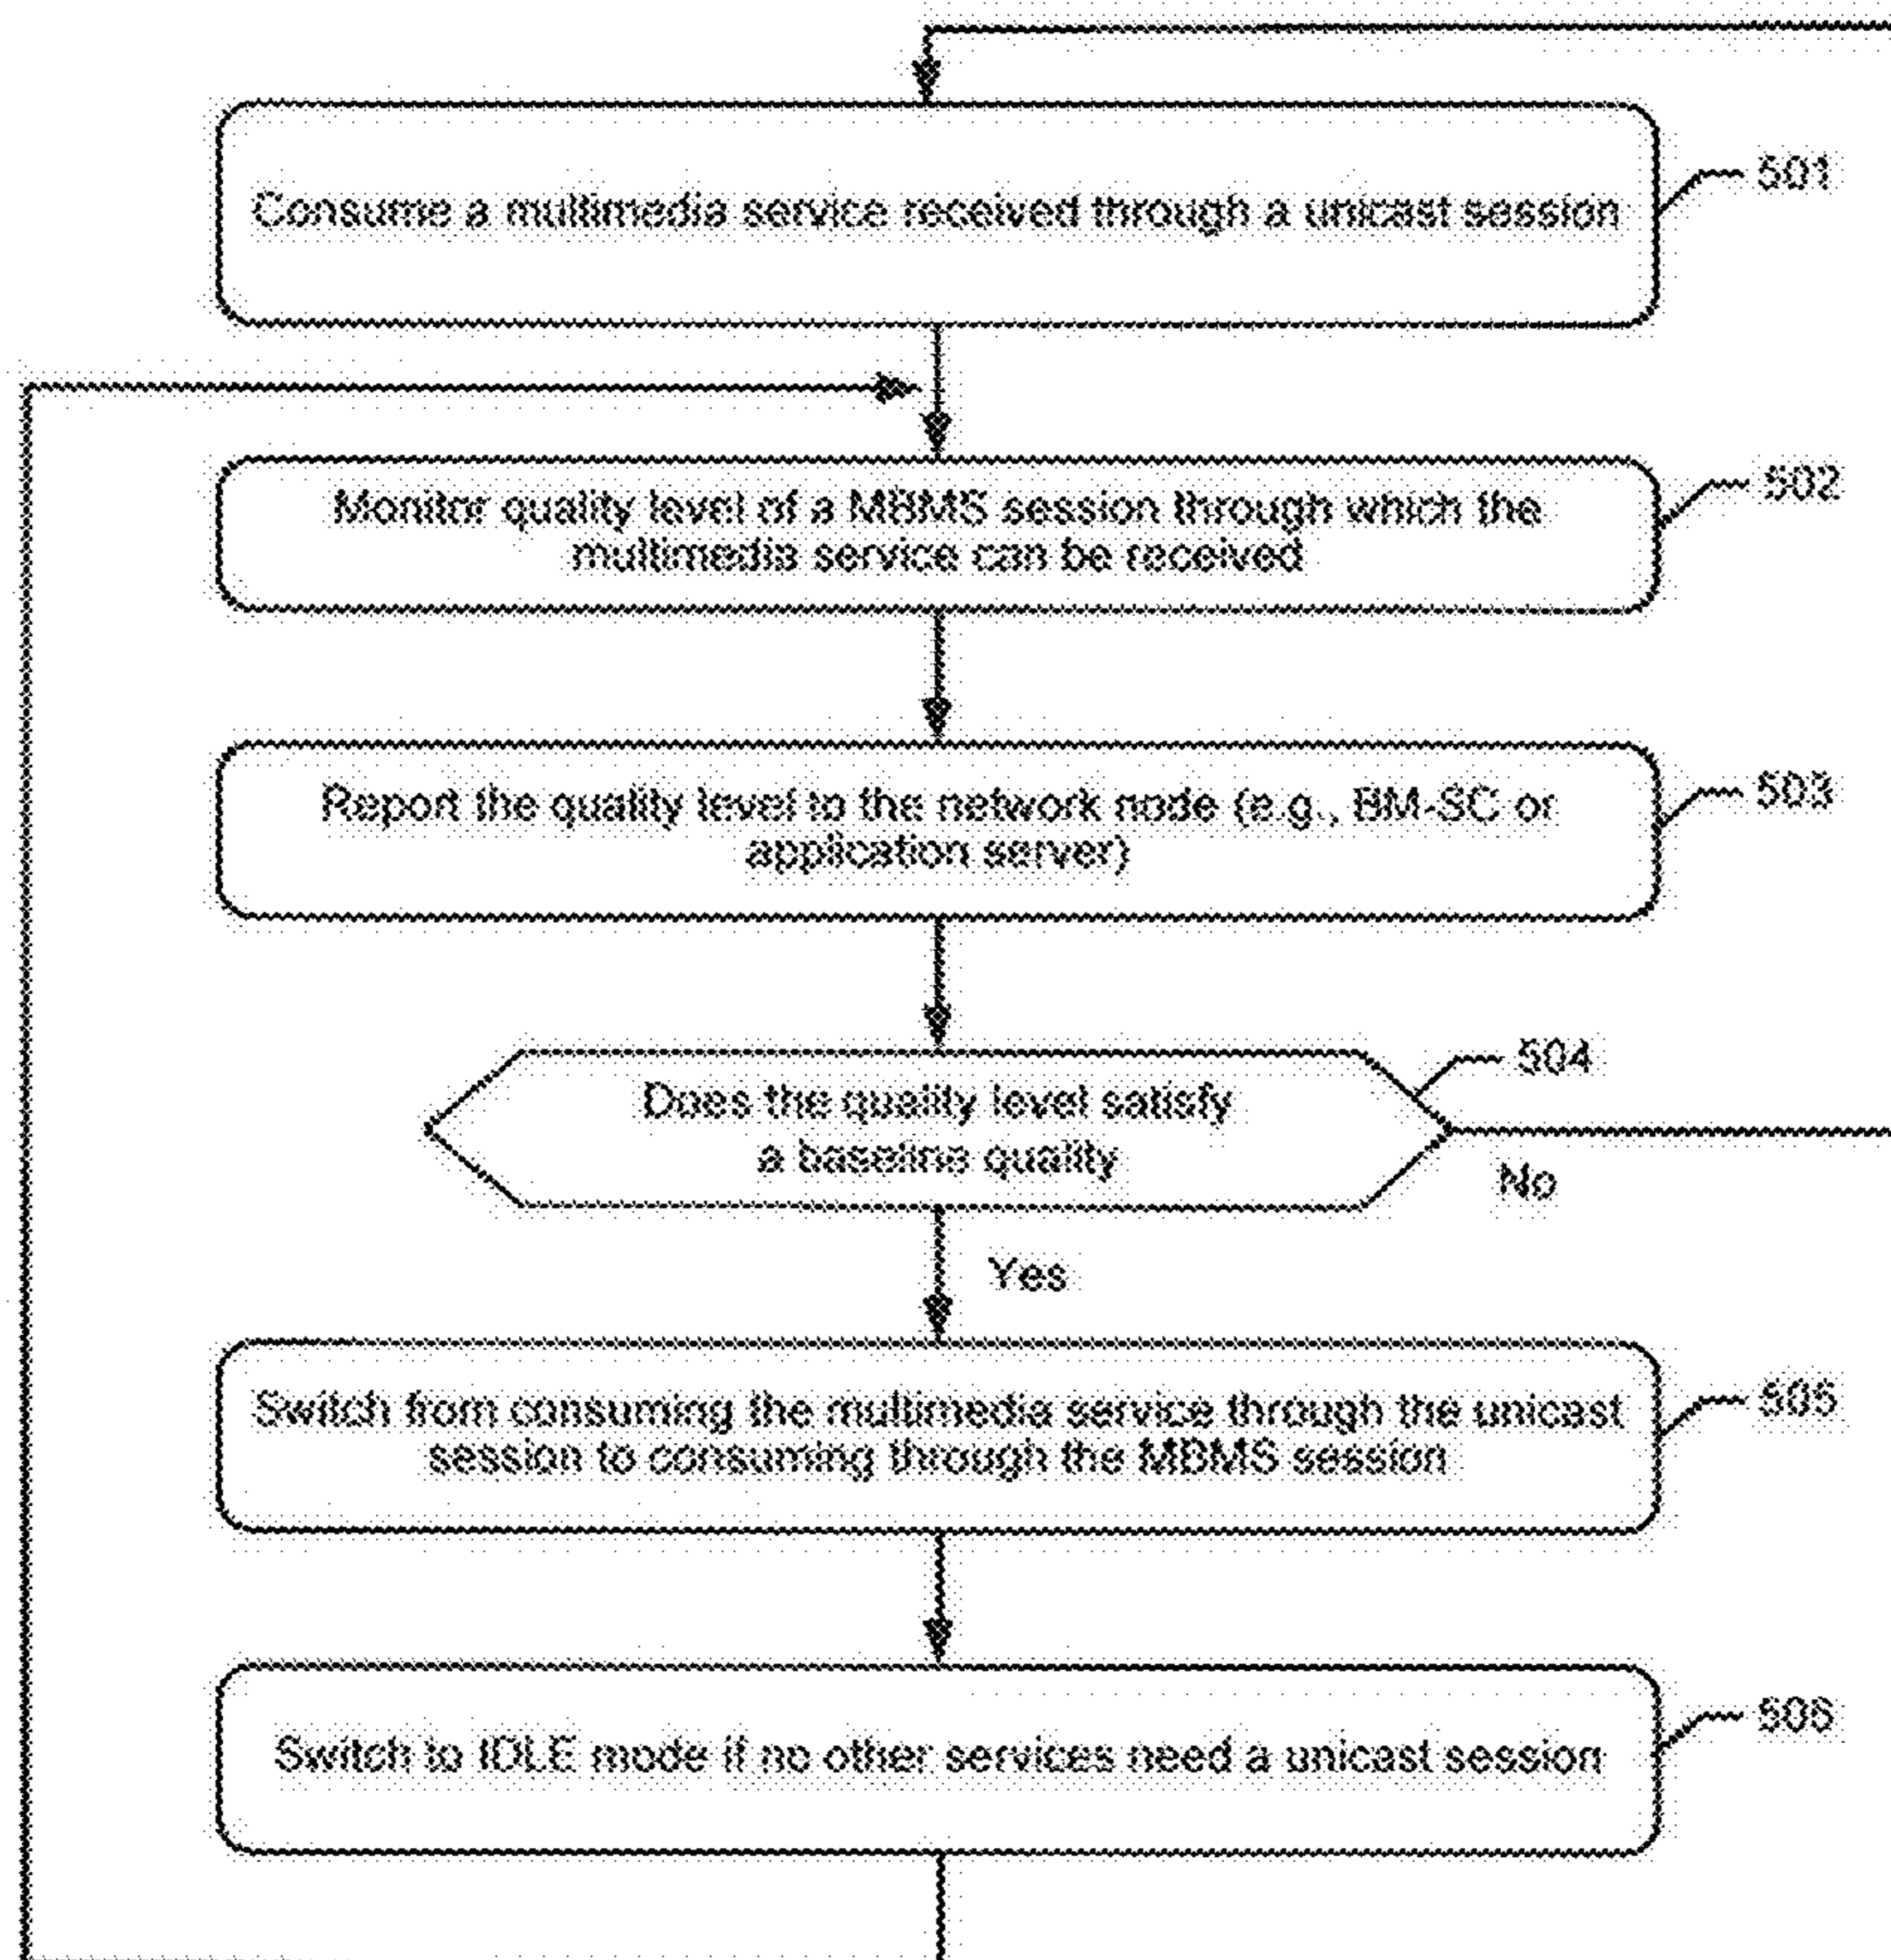 Consume a multimedia service received through a unicast session
501
Monitor quality level of a MBMS session through which the
multimedia service can be received
502
Report the quality level to the network node (e.g., BM-SC or
application server)
503
Does the quality level satisfy
a baseline quality
504
No
Yes
Switch from consuming the multimedia service through the unicast
session to consuming through the MBMS session
505
Switch to IDLE mode if no other services need a unicast session
506